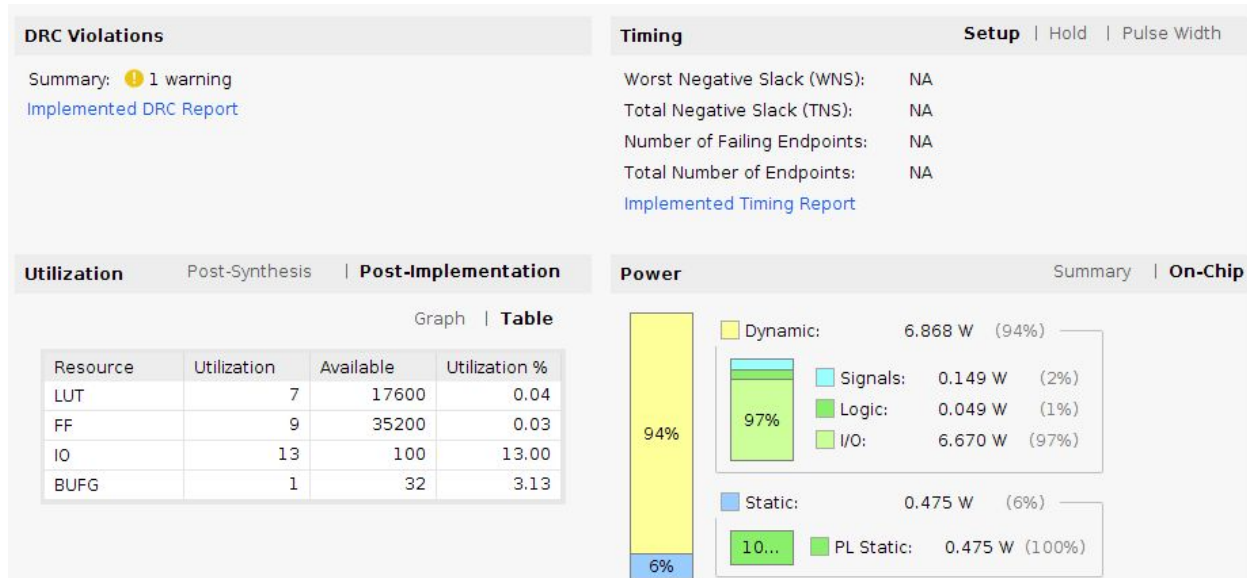 DRC Violations
Summary: 1 warning
Implemented DRC Report
Timing Setup | Hold | Pulse Width
Worst Negative Slack (WNS): NA
Total Negative Slack (TNS): NA
Number of Failing Endpoints: NA
Total Number of Endpoints: NA
Implemented Timing Report
Utilization Post-Synthesis | Post-Implementation
Graph | Table
Resource Utilization Available Utilization %
LUT 7 17600 0.04
FF 9 35200 0.03
IO 13 100 13.00
BUFG 1 32 3.13
Power Summary | On-Chip
94%
6%
Dynamic: 6.868 W (94%)
97%
Signals: 0.149 W (2%)
Logic: 0.049 W (1%)
I/O: 6.670 W (97%)
Static: 0.475 W (6%)
10... PL Static: 0.475 W (100%)